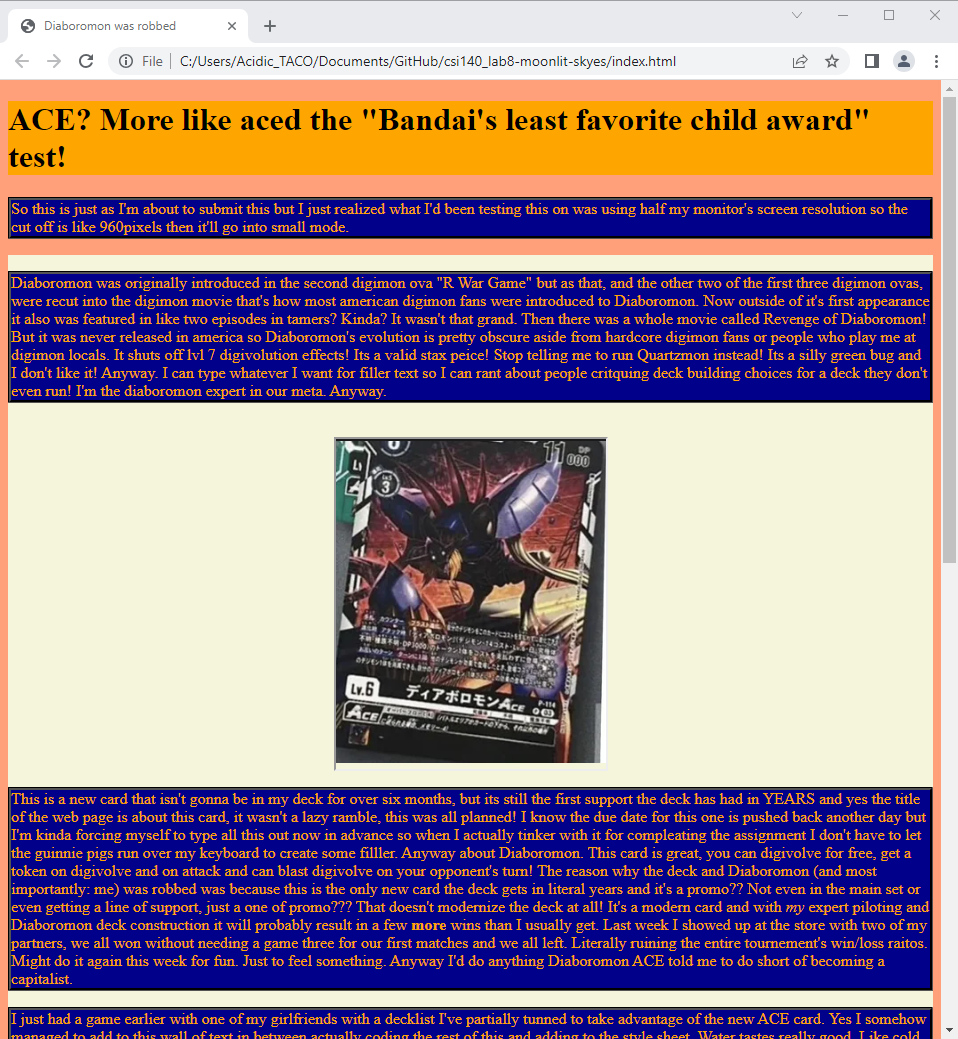 Diaboromon was robbed
File
C:/Users/Acidic_TACO/Documents/GitHub/csi140_lab8-moonlit-skyes/index.html
ACE? More like aced the "Bandai's least favorite child award"
test!
So this is just as I'm about to submit this but I just realized what I'd been testing this on was using half my monitor's screen resolution so the
cut off is like 960pixels then it'll go into small mode.
Diaboromon was originally introduced in the second digimon ova "R War Game" but as that, and the other two of the first three digimon ovas,
were recut into the digimon movie that's how most american digimon fans were introduced to Diaboromon. Now outside of it's first appearance
it also was featured in like two episodes in tamers? Kinda? It wasn't that grand. Then there was a whole movie called Revenge of Diaboromon!
But it was never released in america so Diaboromon's evolution is pretty obscure aside from hardcore digimon fans or people who play me at
digimon locals. It shuts off lvl 7 digivolution effects! Its a valid stax peice! Stop telling me to run Quartzmon instead! Its a silly green bug and
I don't like it! Anyway. I can type whatever I want for filler text so I can rant about people critquing deck building choices for a deck they don't
even run! I'm the diaboromon expert in our meta. Anyway.
11
000
DP
Lv.5
3
Lv.6
ディアボロモンACE
P-114
ACE
This is a new card that isn't gonna be in my deck for over six months, but its still the first support the deck has had in YEARS and yes the title
of the web page is about this card, it wasn't a lazy ramble, this was all planned! I know the due date for this one is pushed back another day but
I'm kinda forcing myself to type all this out now in advance so when I actually tinker with it for compleating the assignment I don't have to let
the guinnie pigs run over my keyboard to create some filller. Anyway about Diaboromon. This card is great, you can digivolve for free, get a
token on digivolve and on attack and can blast digivolve on your opponent's turn! The reason why the deck and Diaboromon (and most
importantly: me) was robbed was because this is the only new card the deck gets in literal years and it's a promo?? Not even in the main set or
even getting a line of support, just a one of promo??? That doesn't modernize the deck at all! It's a modern card and with my expert piloting and
Diaboromon deck construction it will probably result in a few more wins than I usually get. Last week I showed up at the store with two of my
partners, we all won without needing a game three for our first matches and we all left. Literally ruining the entire tournement's win/loss raitos.
Might do it again this week for fun. Just to feel something. Anyway I'd do anything Diaboromon ACE told me to do short of becoming a
capitalist.
I just had a game earlier with one of my girlfriends with a decklist I've partially tunned to take advantage of the new ACE card. Yes I somehow
managed to add to this wall of text in between actually coding the rest of this and adding to the style sheet. Water tastes really good. Like cold